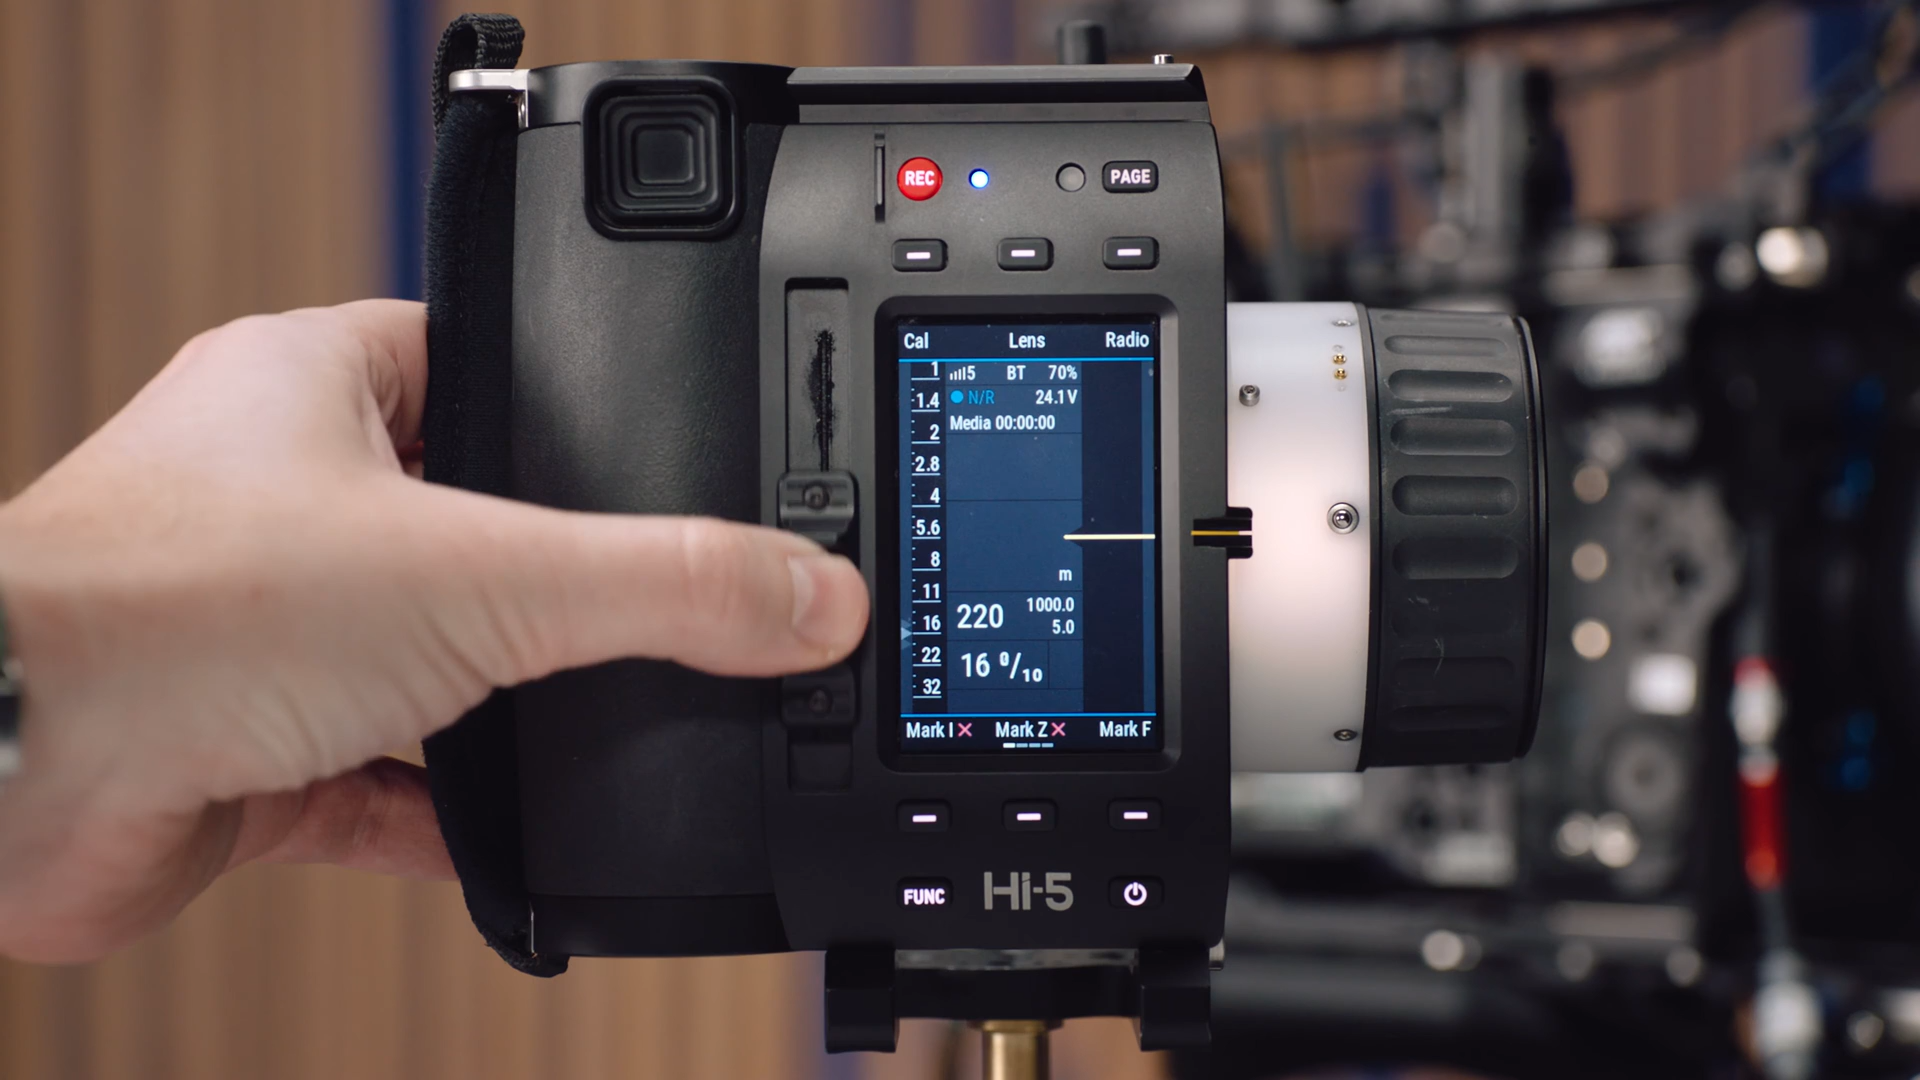 REC PAGE
Cal Lens Radio
1
5 BT 70%
1.4
N/R 24.1V
2
Media 00:00:00
2.8
4
5.6
8
m
11
220 1000.0
16
5.0
22
16 0/10
32
Mark I X Mark Z X Mark F
FUNC Hi-5